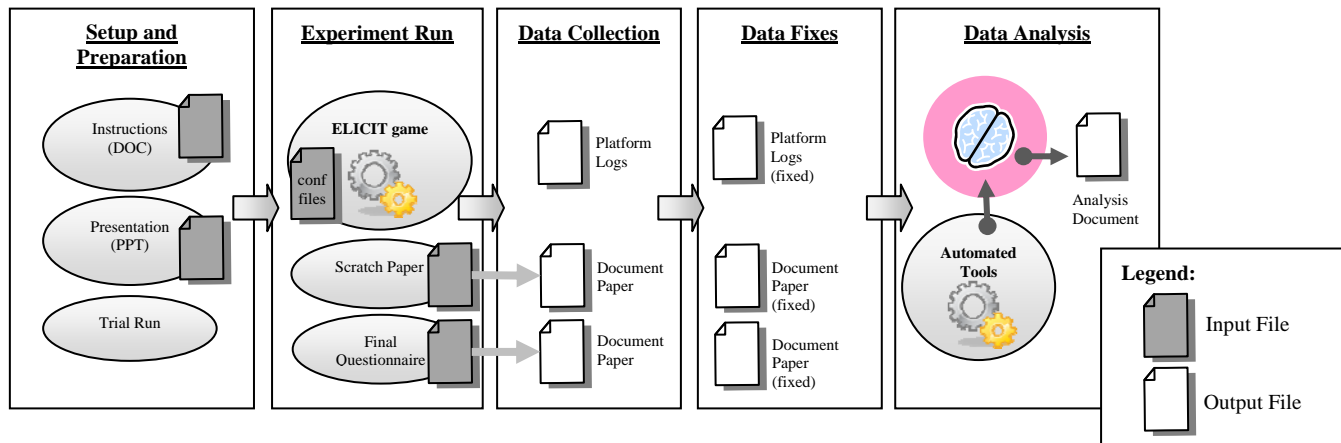 Setup and
Preparation
Instructions
(DOC)
Presentation
(PPT)
Trial Run
Experiment Run
ELICIT game
conf
files
Scratch Paper
Final
Questionnaire
Data Collection
Platform
Logs
Document
Paper
Document
Paper
Data Fixes
Platform
Logs
(fixed)
Document
Paper
(fixed)
Document
Paper
(fixed)
Data Analysis
Analysis
Document
Automated
Tools
Legend:
Input File
Output File